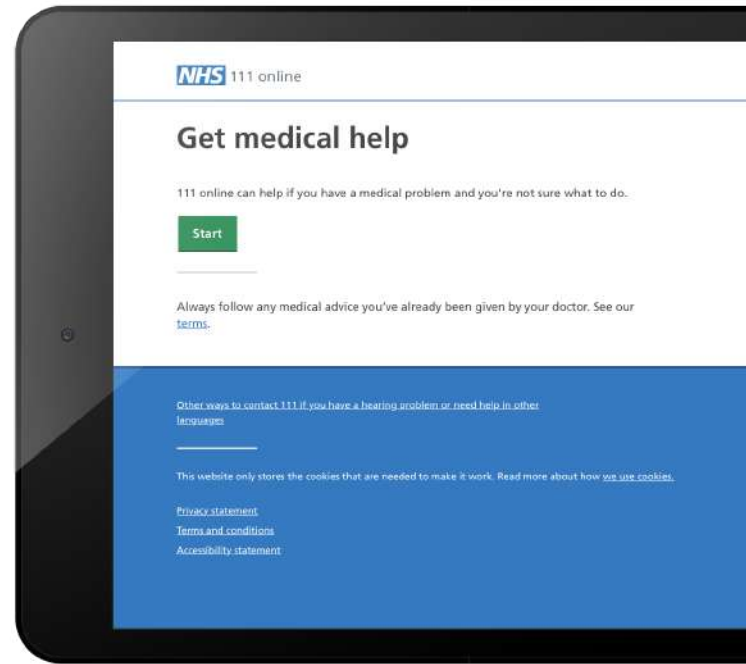 NHS 111 online
Get medical help
111 online can help if you have a medical problem and you're not sure what to do.
Start
Always follow any medical advice you've already been given by your doctor. See our
terms.
Other ways to contact 111 if you have a hearing problem or need help in other
languages
This website only stores the cookies that are needed to make it work. Read more about how we use cookies.
Privacy statement
Terms and conditions
Accessibility statement